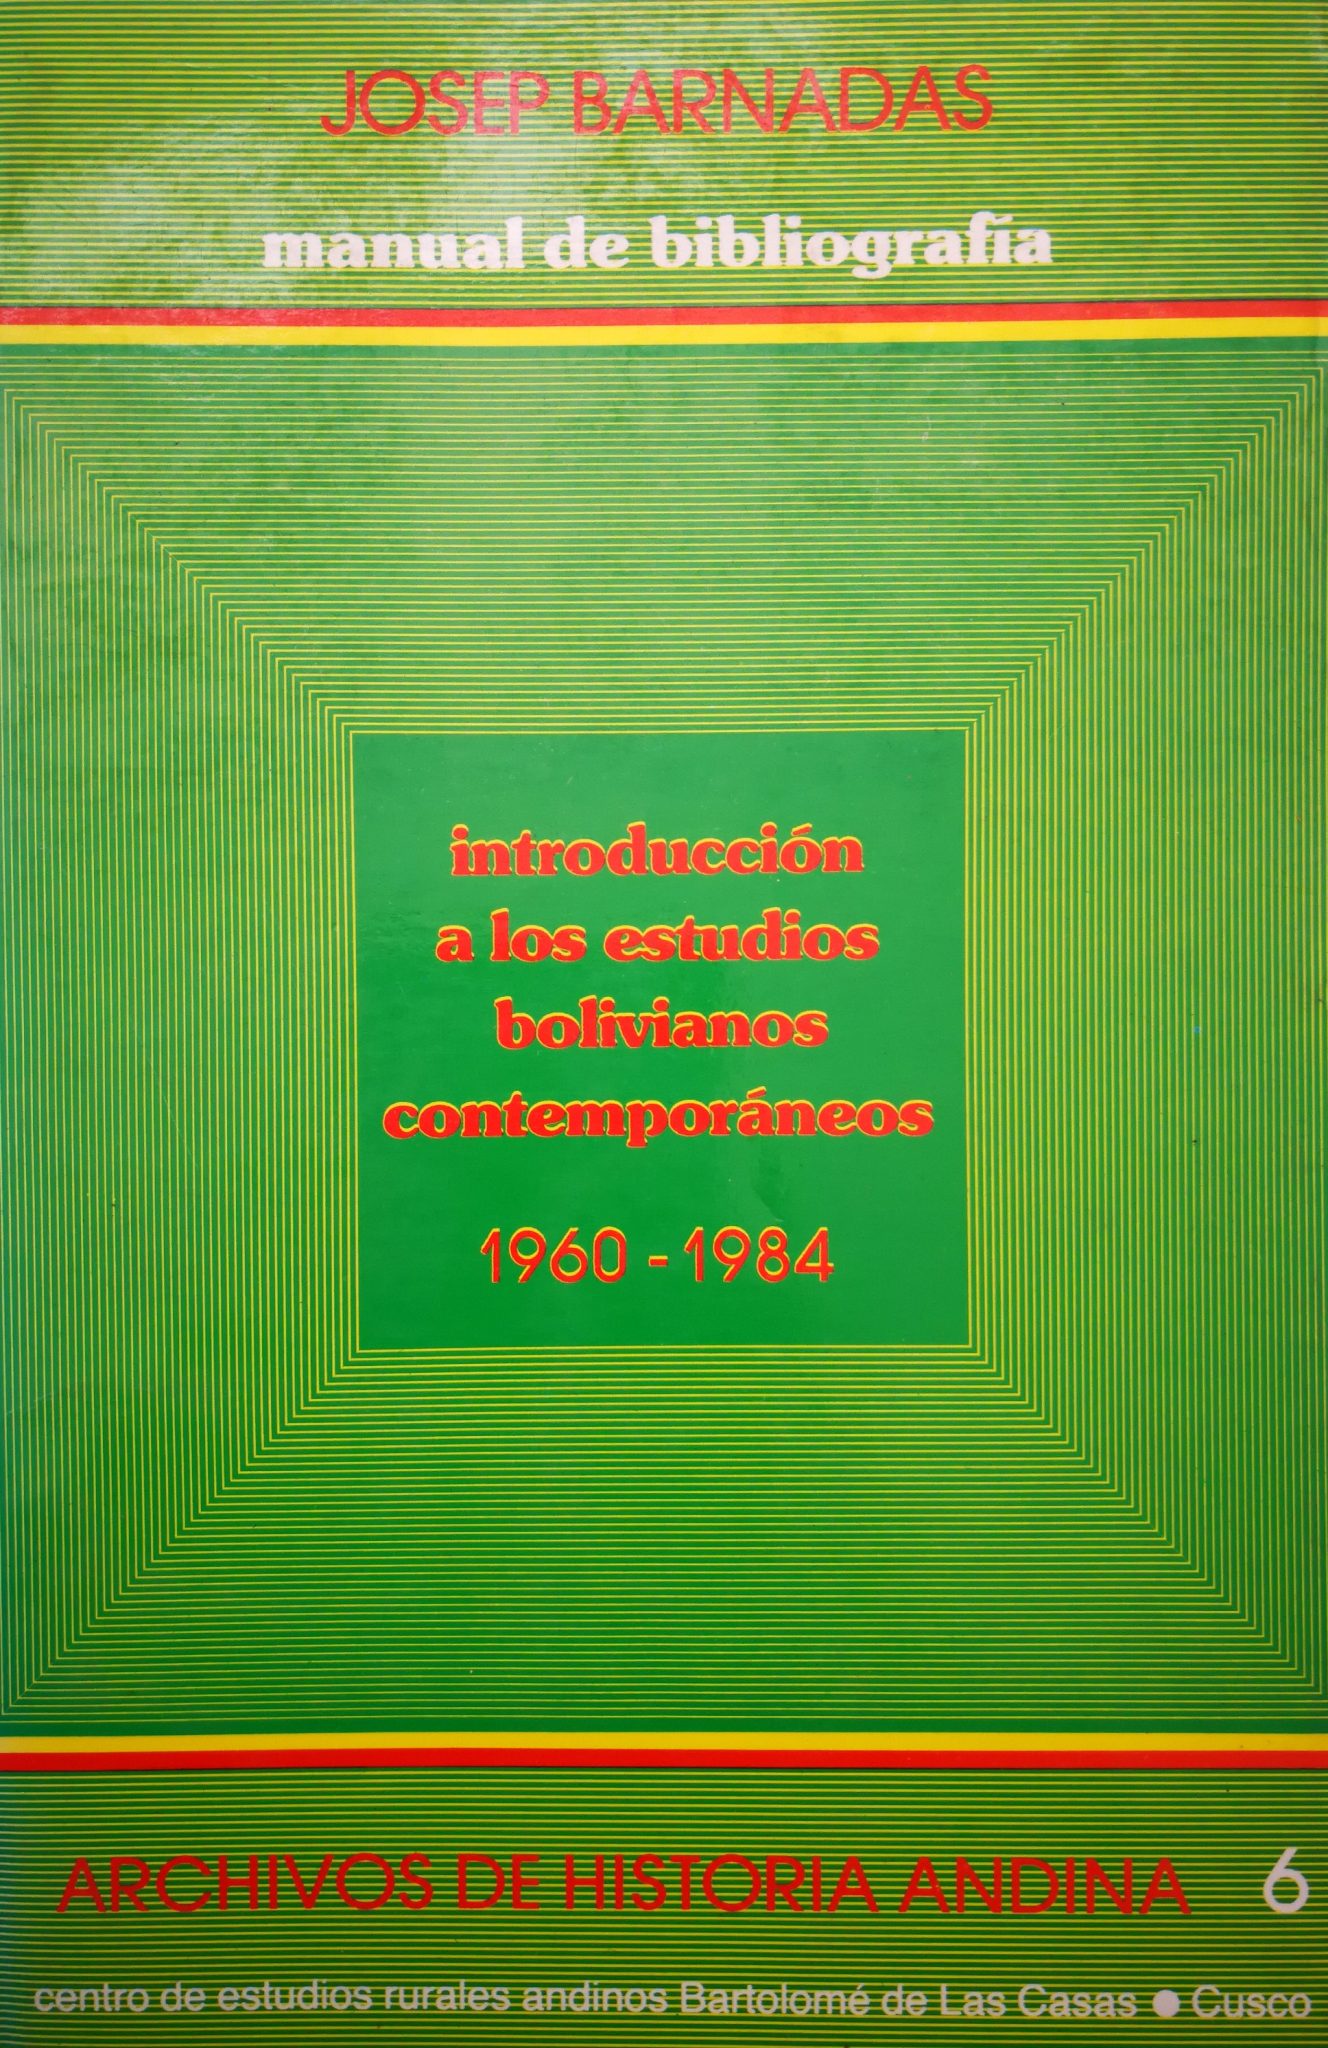 JOSEP BARNADAS
manual de bibliografía
introducción
a los estudios
bolivianos
contemporáneos
1960 - 1984
ARCHIVOS DE HISTORIA ANDINA 6
centro de estudios rurales andinos Bartolomé de Las Casas ● Cusco